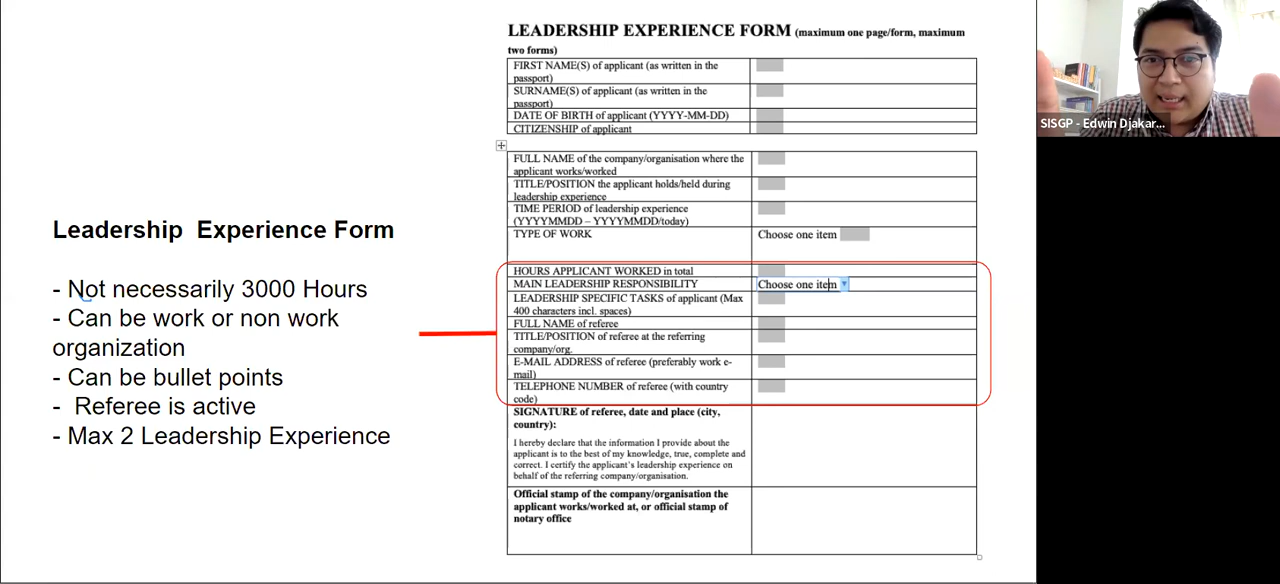 LEADERSHIP EXPERIENCE FORM (maximum one page/form, maximum
two forms)
FIRST NAME(S) of applicant (as written in the
passport)
SURNAME(S) of applicant (as written in the
passport)
DATE OF BIRTH of applicant (YYYY-MM-DD)
CITIZENSHIP of applicant
FULL NAME of the company/organisation where the
applicant works/worked
TITLE/POSITION the applicant holds/held during
leadership experience
TIME PERIOD of leadership experience
(YYYYMMDD – YYYYMMDD/today)
TYPE OF WORK
Choose one item
HOURS APPLICANT WORKED in total
MAIN LEADERSHIP RESPONSIBILITY
Choose one item
LEADERSHIP SPECIFIC TASKS of applicant (Max
400 characters incl. spaces)
FULL NAME of referee
TITLE/POSITION of referee at the referring
company/org.
E-MAIL ADDRESS of referee (preferably work e-
mail)
TELEPHONE NUMBER of referee (with country
code)
SIGNATURE of referee, date and place (city,
country):
I hereby declare that the information I provide about the
applicant is to the best of my knowledge, true, complete and
correct. I certify the applicant's leadership experience on
behalf of the referring company/organisation.
Official stamp of the company/organisation the
applicant works/worked at, or official stamp of
notary office
Leadership Experience Form
- Not necessarily 3000 Hours
- Can be work or non work
organization
- Can be bullet points
- Referee is active
- Max 2 Leadership Experience
SISGP - Edwin Djakar...